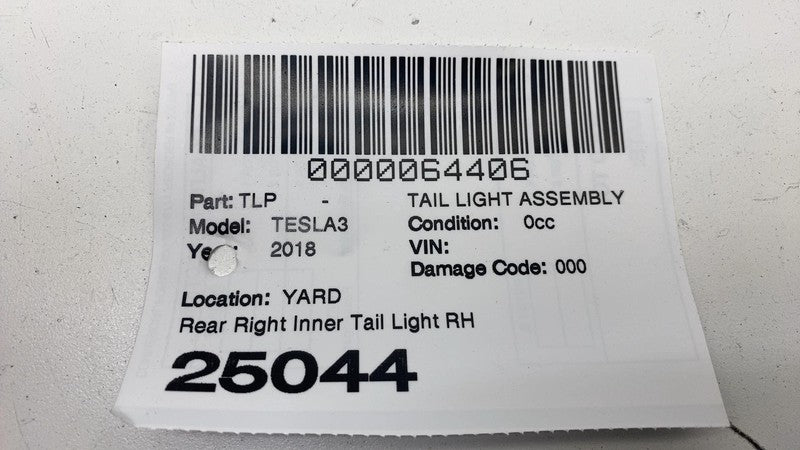 0000064406
Part: TLP - TAIL LIGHT ASSEMBLY
Model: TESLA3 Condition: 0cc
2018 VIN:
Damage Code: 000
Location: YARD
Rear Right Inner Tail Light RH
25044